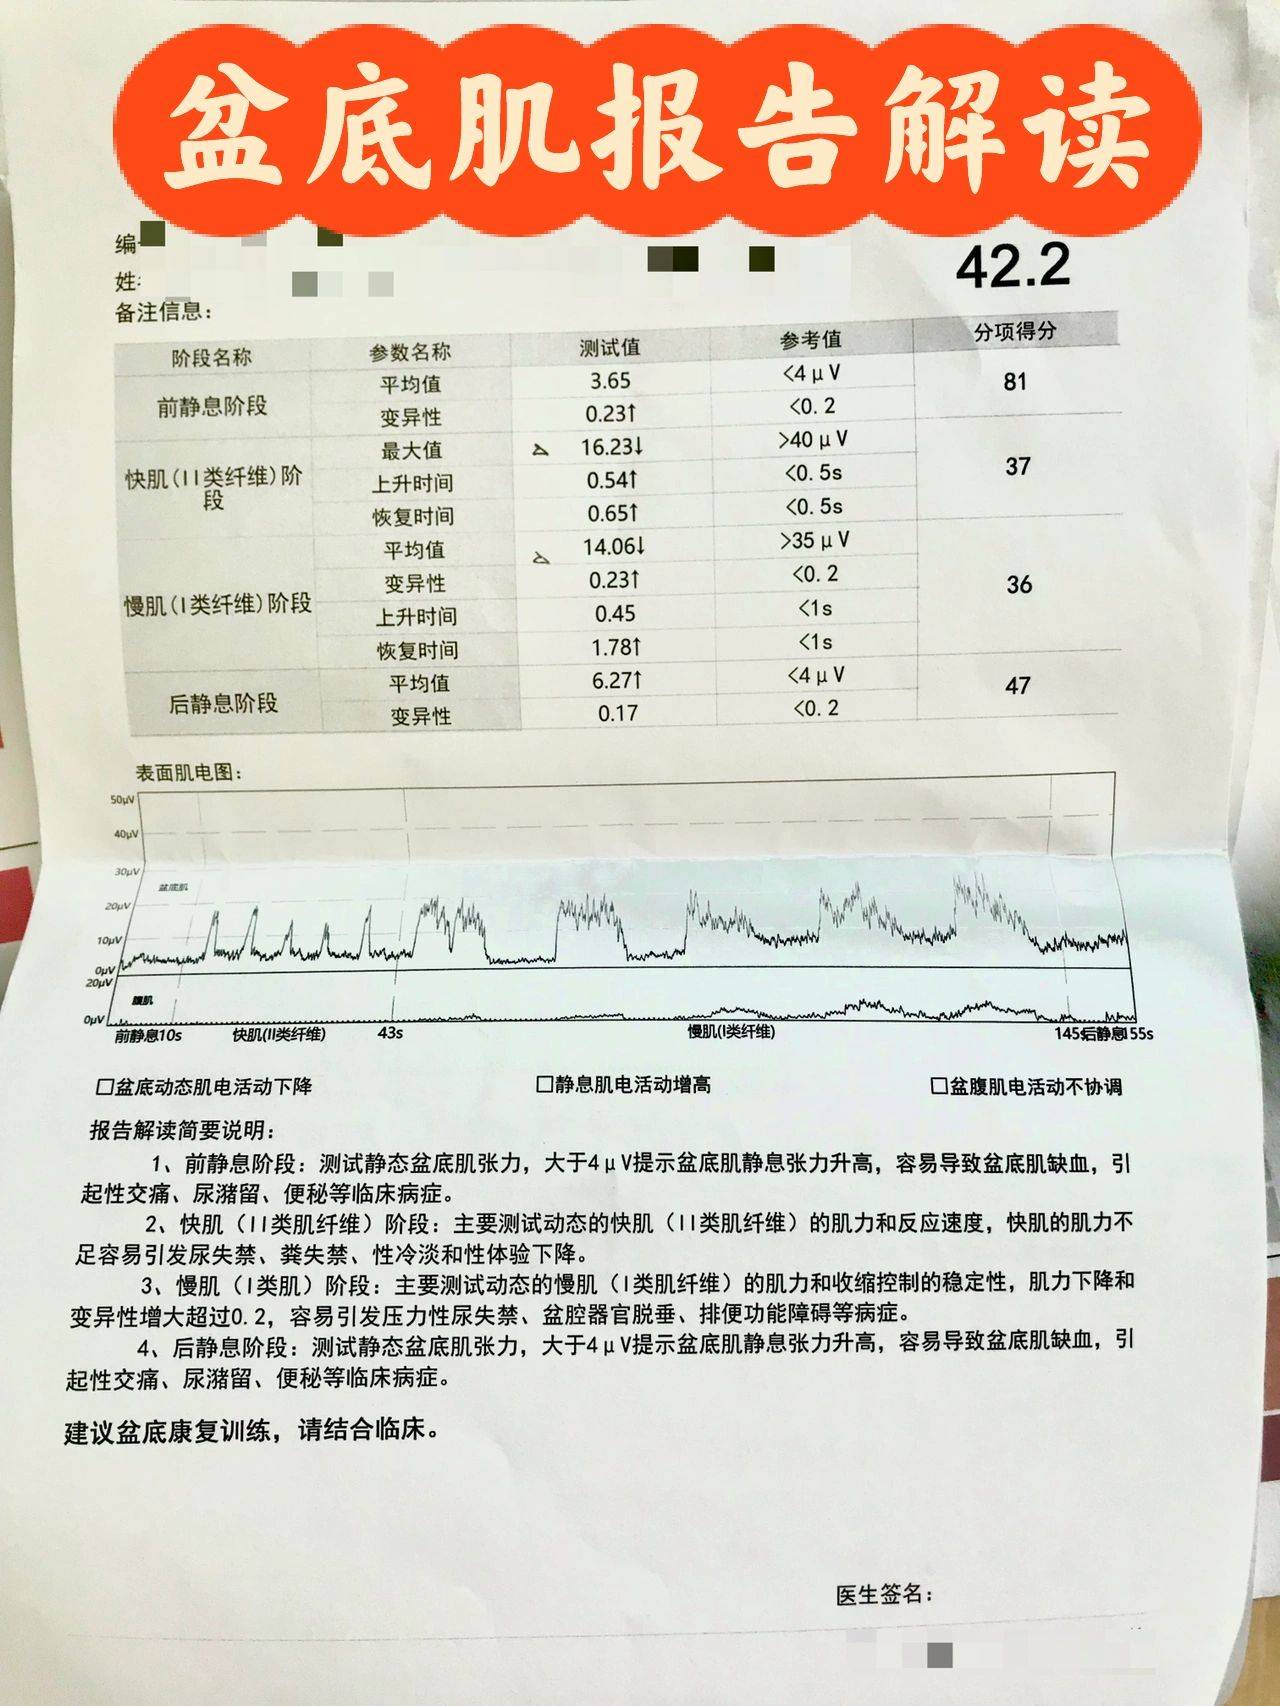 盆底肌报告解读
编
42.2
姓:
备注信息:
阶段名称 参数名称 测试值 参考值 分项得分
前静息阶段 平均值 3.65 <4μV 81
变异性 0.23↑ <0.2
快肌(II类纤维)阶段 最大值 16.23↓ >40μV 37
上升时间 0.54↑ <0.5s
恢复时间 0.65↑ <0.5s
慢肌(I类纤维)阶段 平均值 14.06↓ >35μV 36
变异性 0.23↑ <0.2
上升时间 0.45 <1s
恢复时间 1.78↑ <1s
后静息阶段 平均值 6.27↑ <4μV 47
变异性 0.17 <0.2
表面肌电图:
50μV
40μV
30μV
盆底肌
20μV
10μV
0μV
20μV
腹肌
0μV
前静息10s 快肌(II类纤维) 43s 慢肌(I类纤维) 145s 后静息155s
□盆底动态肌电活动下降 □静息肌电活动增高 □盆腹肌电活动不协调
报告解读简要说明:
1、前静息阶段:测试静态盆底肌张力，大于4μV提示盆底肌静息张力升高，容易导致盆底肌缺血，引
起性交痛、尿潴留、便秘等临床病症。
2、快肌（II类肌纤维）阶段:主要测试动态的快肌（II类肌纤维）的肌力和反应速度，快肌的肌力不
足容易引发尿失禁、粪失禁、性冷淡和性体验下降。
3、慢肌（I类肌）阶段:主要测试动态的慢肌（I类肌纤维）的肌力和收缩控制的稳定性，肌力下降和
变异性增大超过0.2，容易引发压力性尿失禁、盆腔器官脱垂、排便功能障碍等病症。
4、后静息阶段:测试静态盆底肌张力，大于4μV提示盆底肌静息张力升高，容易导致盆底肌缺血，引
起性交痛、尿潴留、便秘等临床病症。
建议盆底康复训练，请结合临床。
医生签名: